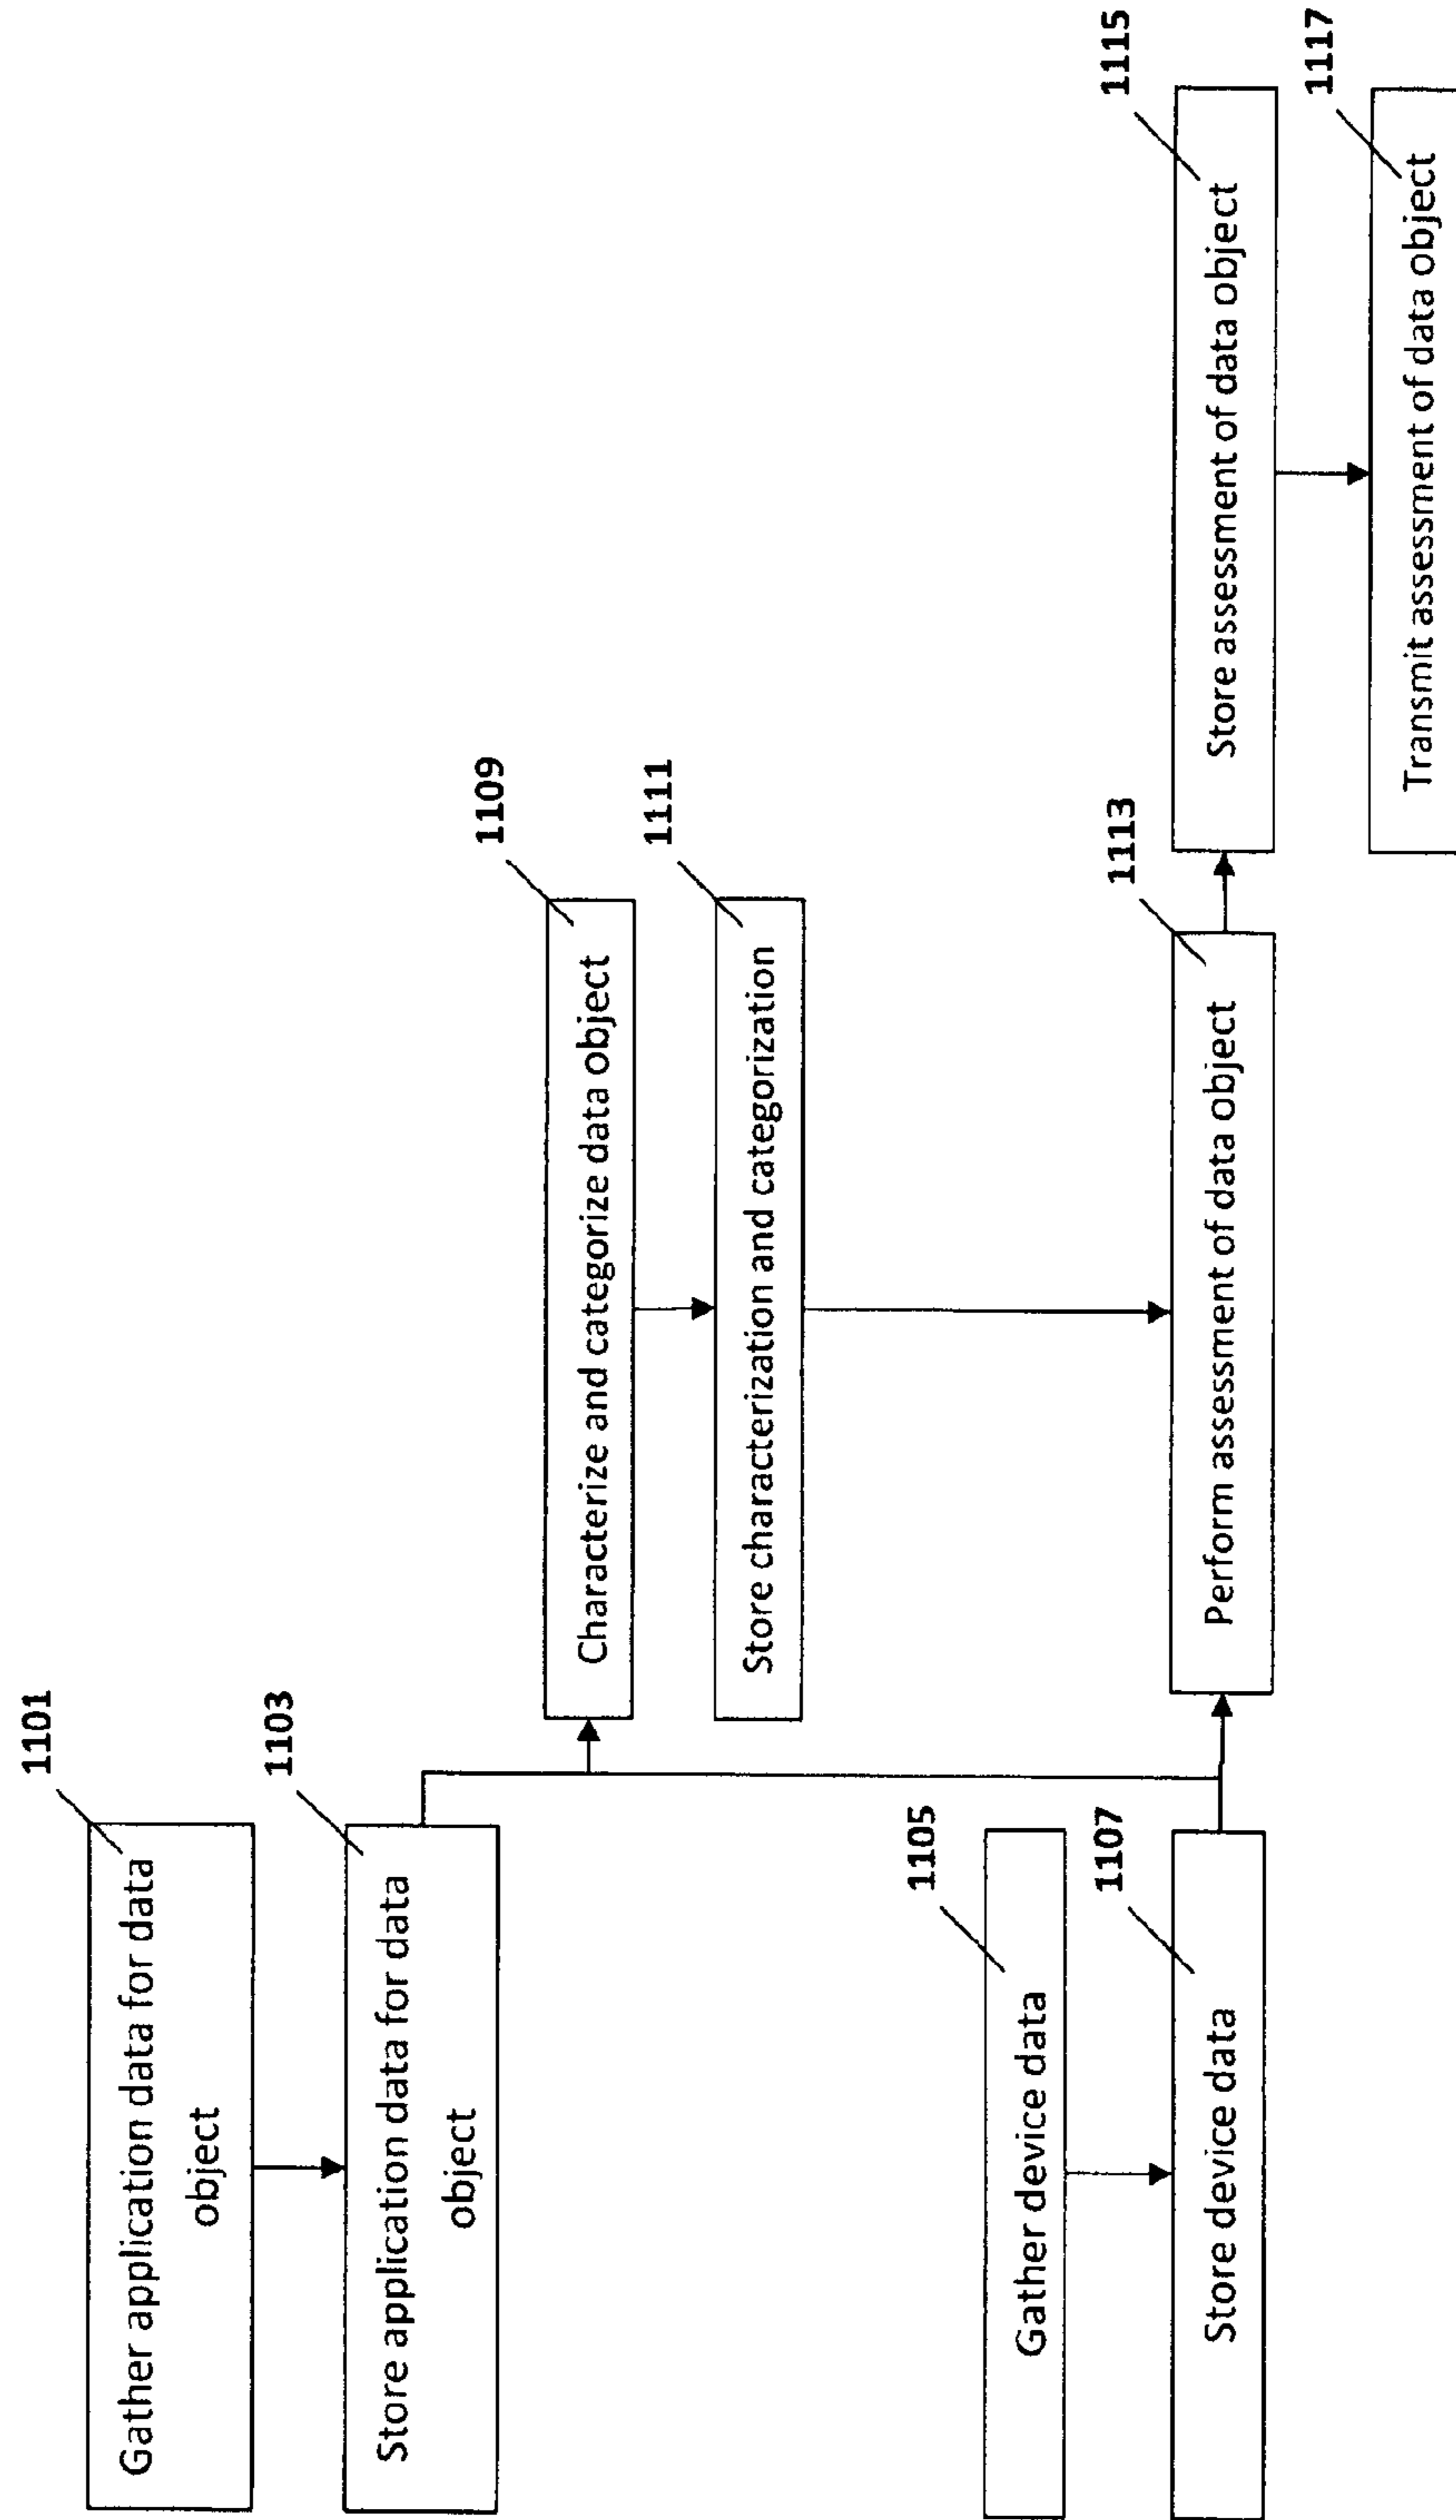 1101
Gather application data for data
object
1103
Store application data for data
object
1105
Gather device data
1107
Store device data
1109
Characterize and categorize data object
1111
Store characterization and categorization
1113
Perform assessment of data object
1115
Store assessment of data object
1117
Transmit assessment of data object